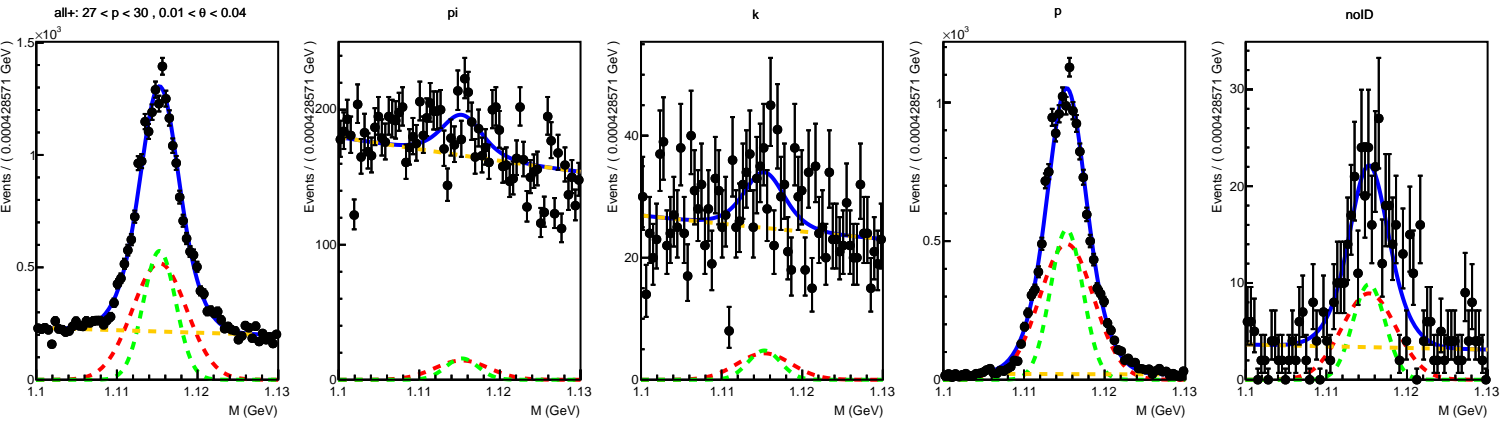 all+: 27 < p < 30 , 0.01 < θ < 0.04
×10³
1.5
1
0.5
0
1.1 1.11 1.12 1.13
M (GeV)
Events / ( 0.000428571 GeV )
pi
200
100
0
1.1 1.11 1.12 1.13
M (GeV)
Events / ( 0.000428571 GeV )
k
40
20
0
1.1 1.11 1.12 1.13
M (GeV)
Events / ( 0.000428571 GeV )
p
×10³
1
0.5
0
1.1 1.11 1.12 1.13
M (GeV)
Events / ( 0.000428571 GeV )
noID
30
20
10
0
1.1 1.11 1.12 1.13
M (GeV)
Events / ( 0.000428571 GeV )